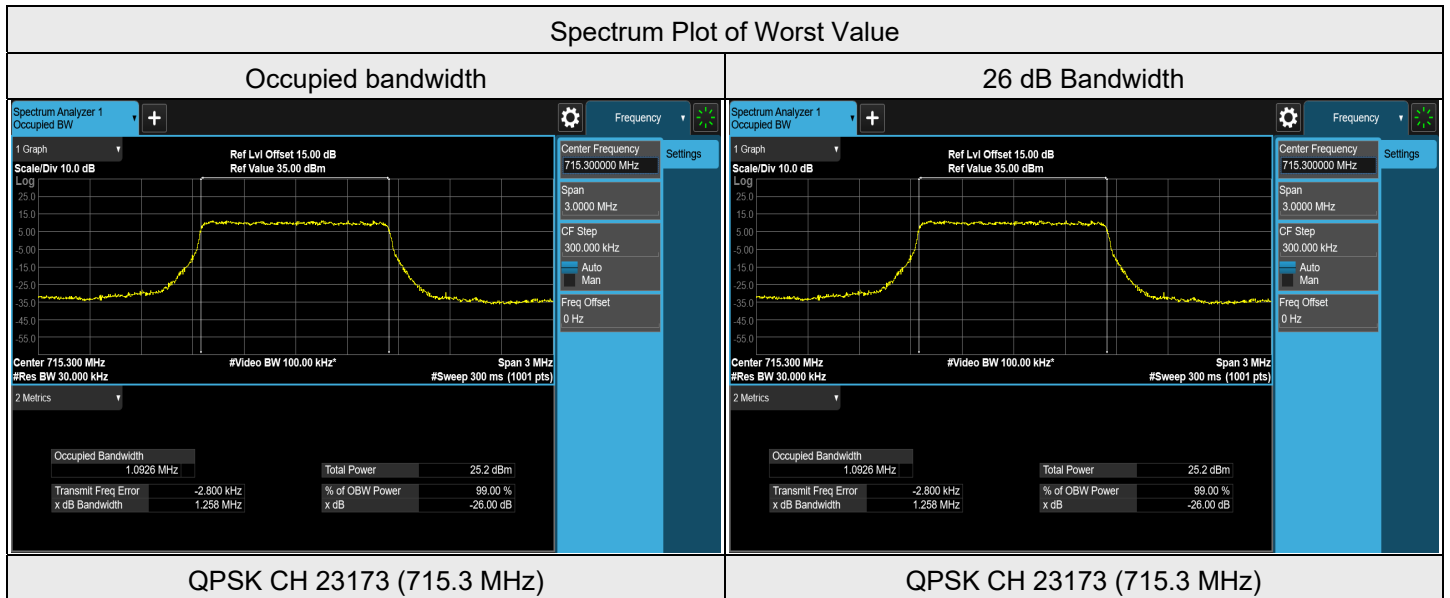 Spectrum Plot of Worst Value
Occupied bandwidth
26 dB Bandwidth
Spectrum Analyzer 1
Occupied BW
+
Frequency
1 Graph
Scale/Div 10.0 dB
Ref Lvl Offset 15.00 dB
Ref Value 35.00 dBm
Log
25.0
15.0
5.00
-5.00
-15.0
-25.0
-35.0
-45.0
-55.0
Center 715.300 MHz
#Video BW 100.00 kHz*
Span 3 MHz
#Res BW 30.000 kHz
#Sweep 300 ms (1001 pts)
Center Frequency
715.300000 MHz
Settings
Span
3.0000 MHz
CF Step
300.000 kHz
Auto
Man
Freq Offset
0 Hz
2 Metrics
Occupied Bandwidth
1.0926 MHz
Total Power 25.2 dBm
Transmit Freq Error -2.800 kHz
% of OBW Power 99.00 %
x dB Bandwidth 1.258 MHz
x dB -26.00 dB
Spectrum Analyzer 1
Occupied BW
+
Frequency
1 Graph
Scale/Div 10.0 dB
Ref Lvl Offset 15.00 dB
Ref Value 35.00 dBm
Log
25.0
15.0
5.00
-5.00
-15.0
-25.0
-35.0
-45.0
-55.0
Center 715.300 MHz
#Video BW 100.00 kHz*
Span 3 MHz
#Res BW 30.000 kHz
#Sweep 300 ms (1001 pts)
Center Frequency
715.300000 MHz
Settings
Span
3.0000 MHz
CF Step
300.000 kHz
Auto
Man
Freq Offset
0 Hz
2 Metrics
Occupied Bandwidth
1.0926 MHz
Total Power 25.2 dBm
Transmit Freq Error -2.800 kHz
% of OBW Power 99.00 %
x dB Bandwidth 1.258 MHz
x dB -26.00 dB
QPSK CH 23173 (715.3 MHz)
QPSK CH 23173 (715.3 MHz)